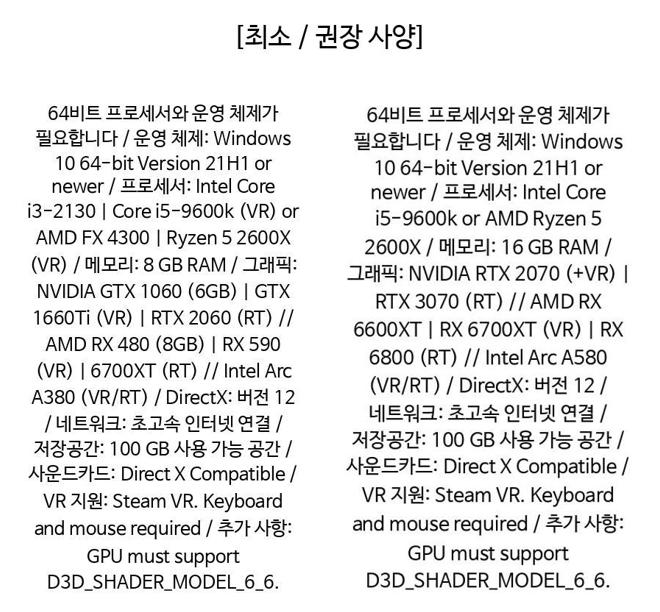 [최소 / 권장 사양]
64비트 프로세서와 운영 체제가
필요합니다 / 운영 체제: Windows
10 64-bit Version 21H1 or
newer / 프로세서: Intel Core
i3-2130 | Core i5-9600k (VR) or
AMD FX 4300 | Ryzen 5 2600X
(VR) / 메모리: 8 GB RAM / 그래픽:
NVIDIA GTX 1060 (6GB) | GTX
1660Ti (VR) | RTX 2060 (RT) //
AMD RX 480 (8GB) | RX 590
(VR) | 6700XT (RT) // Intel Arc
A380 (VR/RT) / DirectX: 버전 12
/ 네트워크: 초고속 인터넷 연결 /
저장공간: 100 GB 사용 가능 공간 /
사운드카드: Direct X Compatible /
VR 지원: Steam VR. Keyboard
and mouse required / 추가 사항:
GPU must support
D3D_SHADER_MODEL_6_6.
64비트 프로세서와 운영 체제가
필요합니다 / 운영 체제: Windows
10 64-bit Version 21H1 or
newer / 프로세서: Intel Core
i5-9600k or AMD Ryzen 5
2600X / 메모리: 16 GB RAM /
그래픽: NVIDIA RTX 2070 (+VR) |
RTX 3070 (RT) // AMD RX
6600XT | RX 6700XT (VR) | RX
6800 (RT) // Intel Arc A580
(VR/RT) / DirectX: 버전 12 /
네트워크: 초고속 인터넷 연결 /
저장공간: 100 GB 사용 가능 공간 /
사운드카드: Direct X Compatible /
VR 지원: Steam VR. Keyboard
and mouse required / 추가 사항:
GPU must support
D3D_SHADER_MODEL_6_6.